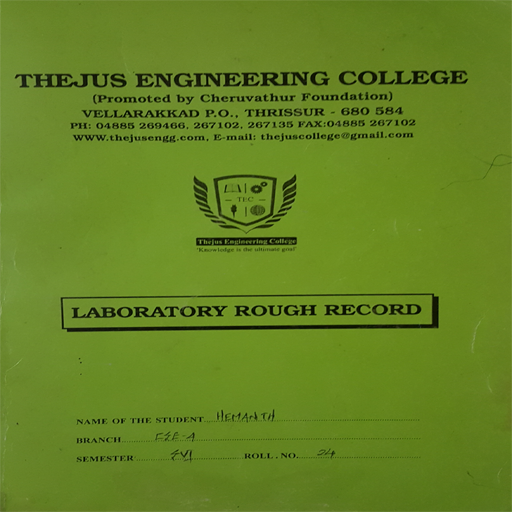 THEJUS ENGINEERING COLLEGE
(Promoted by Cheruvathur Foundation)
VELLARAKKAD P.O., THRISSUR - 680 584
PH: 04885 269466, 267102, 267135 FAX:04885 267102
WWW.thejusengg.com, E-mail: thejuscollege@gmail.com
TEC
Thejus Engineering College
'Knowledge is the ultimate goal'
LABORATORY ROUGH RECORD
NAME OF THE STUDENT HEMANTH
BRANCH CSE-A
SEMESTER ROLL. NO. 24